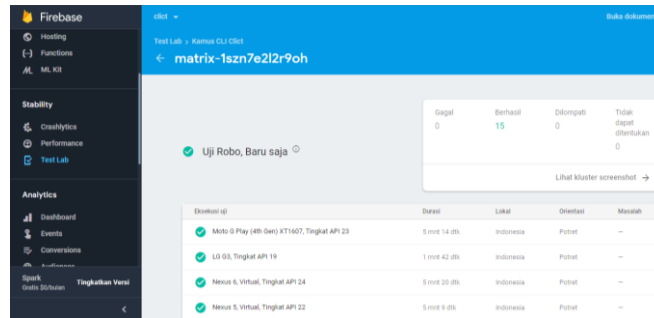 Firebase
Hosting
Functions
ML Kit
Stability
Crashlytics
Performance
Test Lab
Analytics
Dashboard
Events
Conversions
Audiences
Spark
Gratis $0/bulan
Tingkatkan Versi
clict
Buka dokumen
Test Lab > Kamus CLI Clict
matrix-1szn7e2l2r9oh
Uji Robo, Baru saja
Gagal Berhasil Dilompati Tidak dapat ditentukan
0 15 0 0
Lihat kluster screenshot
Eksekusi uji Durasi Lokal Orientasi Masalah
Moto G Play (4th Gen) XT1607, Tingkat API 23 5 mnt 14 dtk Indonesia Potret –
LG G3, Tingkat API 19 1 mnt 42 dtk Indonesia Potret –
Nexus 6, Virtual, Tingkat API 24 5 mnt 20 dtk Indonesia Potret –
Nexus 5, Virtual, Tingkat API 22 5 mnt 9 dtk Indonesia Potret –